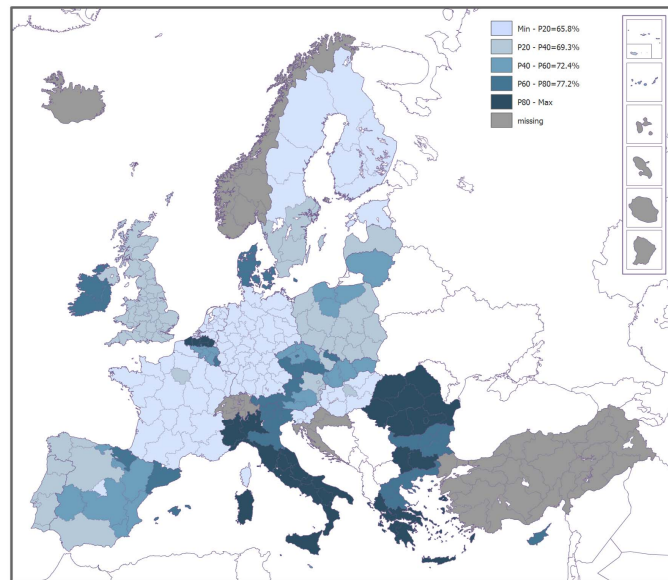 Min - P20=65.8%
P20 - P40=69.3%
P40 - P60=72.4%
P60 - P80=77.2%
P80 - Max
missing